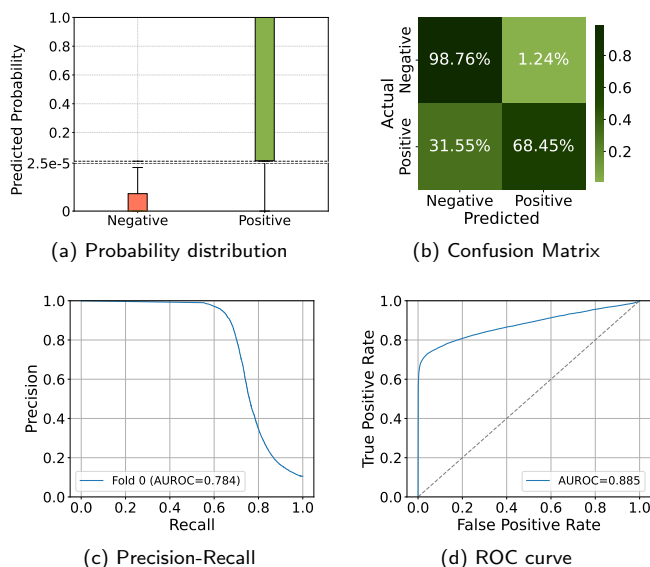 1.0
0.8
0.6
0.4
0.2
2.5e-5
0
Predicted Probability
Negative
Positive
(a) Probability distribution
Actual
Negative
Positive
98.76%
1.24%
31.55%
68.45%
Negative
Positive
Predicted
0.8
0.6
0.4
0.2
(b) Confusion Matrix
1.0
0.8
0.6
0.4
0.2
0.0
Precision
Fold 0 (AUROC=0.784)
0.0 0.2 0.4 0.6 0.8 1.0
Recall
(c) Precision-Recall
1.0
0.8
0.6
0.4
0.2
0.0
True Positive Rate
AUROC=0.885
0.0 0.2 0.4 0.6 0.8 1.0
False Positive Rate
(d) ROC curve